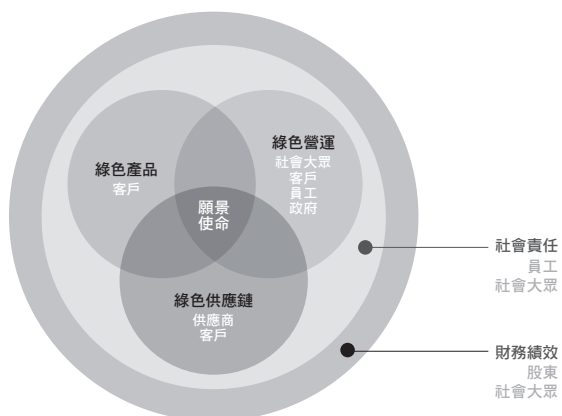 綠色產品
客戶
綠色營運
社會大眾
客戶
員工
政府
願景
使命
綠色供應鏈
供應商
客戶
社會責任
員工
社會大眾
財務績效
股東
社會大眾